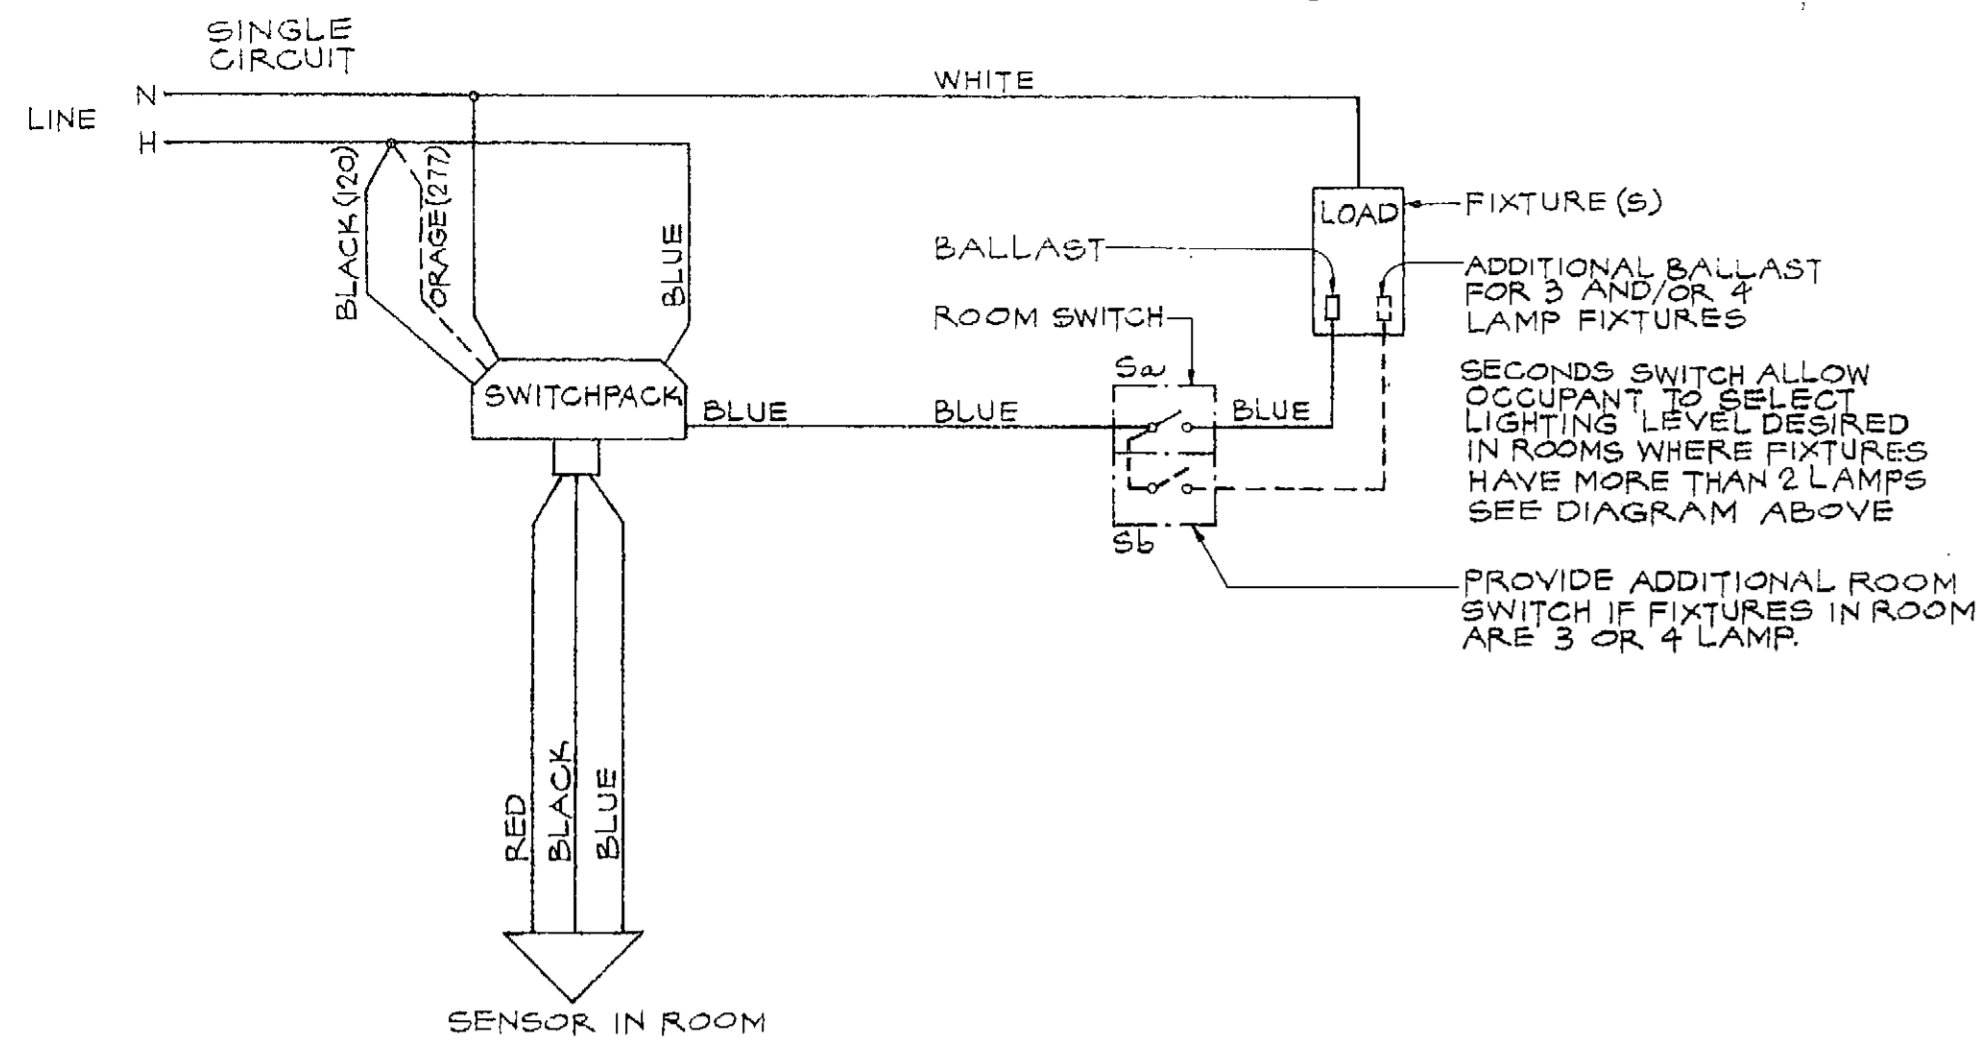 SINGLE
CIRCUIT
LINE
N
H
WHITE
BLACK (120)
ORAGE (277)
BLUE
LOAD
FIXTURE (S)
BALLAST
ADDITIONAL BALLAST
FOR 3 AND/OR 4
LAMP FIXTURES
ROOM SWITCH
Sa
SWITCHPACK
BLUE
BLUE
BLUE
SECONDS SWITCH ALLOW
OCCUPANT TO SELECT
LIGHTING LEVEL DESIRED
IN ROOMS WHERE FIXTURES
HAVE MORE THAN 2 LAMPS
SEE DIAGRAM ABOVE
Sb
PROVIDE ADDITIONAL ROOM
SWITCH IF FIXTURES IN ROOM
ARE 3 OR 4 LAMP.
RED
BLACK
BLUE
SENSOR IN ROOM